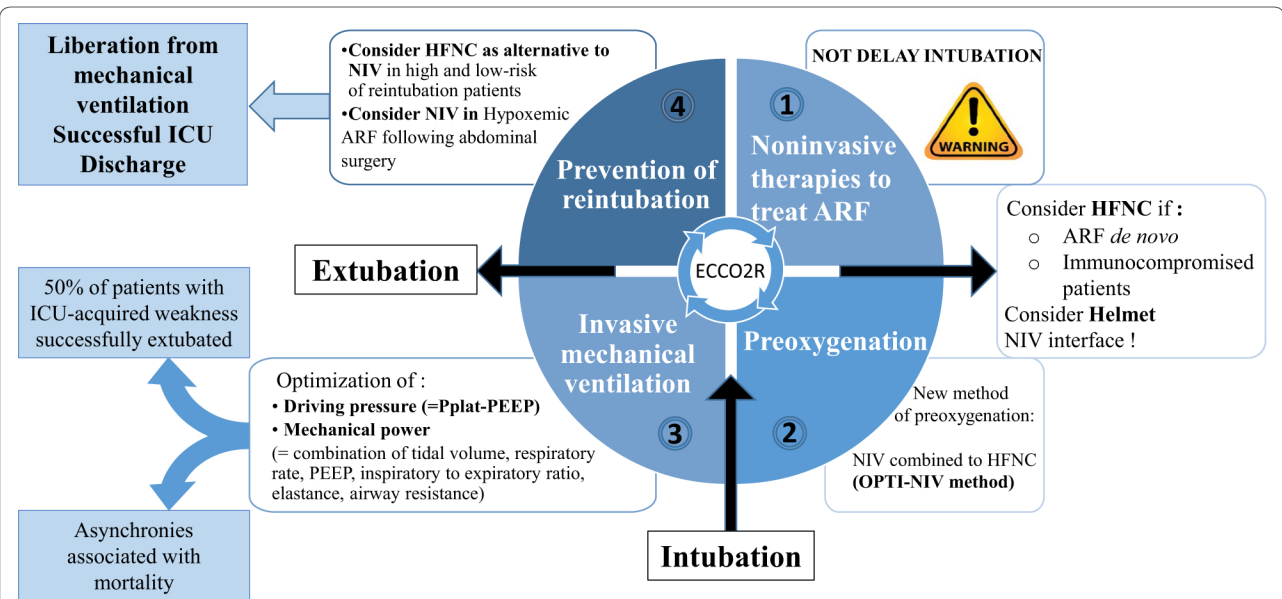 Liberation from
mechanical
ventilation
Successful ICU
Discharge
•Consider HFNC as alternative to
NIV in high and low-risk
of reintubation patients
•Consider NIV in Hypoxemic
ARF following abdominal
surgery
4
Prevention of
reintubation
1
Noninvasive
therapies to
treat ARF
NOT DELAY INTUBATION
WARNING
Consider HFNC if :
o ARF de novo
o Immunocompromised
patients
Consider Helmet
NIV interface !
ECCO2R
Extubation
50% of patients with
ICU-acquired weakness
successfully extubated
Invasive
mechanical
ventilation
3
Preoxygenation
2
New method
of preoxygenation:
NIV combined to HFNC
(OPTI-NIV method)
Optimization of :
• Driving pressure (=Pplat-PEEP)
• Mechanical power
(= combination of tidal volume, respiratory
rate, PEEP, inspiratory to expiratory ratio,
elastance, airway resistance)
Asynchronies
associated with
mortality
Intubation